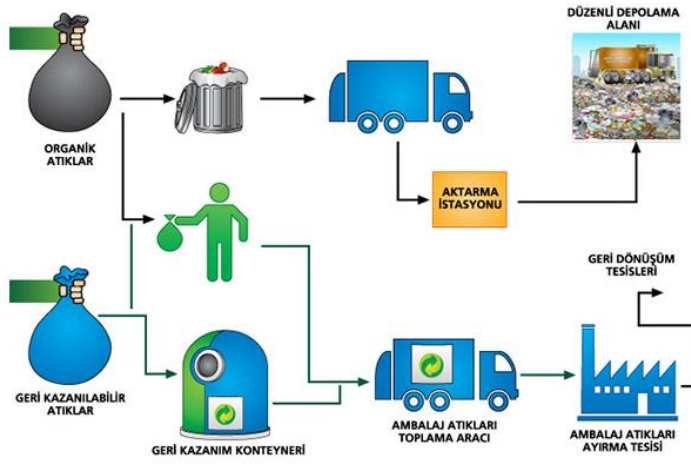 DÜZENLİ DEPOLAMA
ALANI
ORGANİK
ATIKLAR
AKTARMA
İSTASYONU
GERİ DÖNÜŞÜM
TESİSLERİ
GERİ KAZANILABİLİR
ATIKLAR
GERİ KAZANIM KONTEYNERİ
AMBALAJ ATIKLARI
TOPLAMA ARACI
AMBALAJ ATIKLARI
AYIRMA TESİSİ